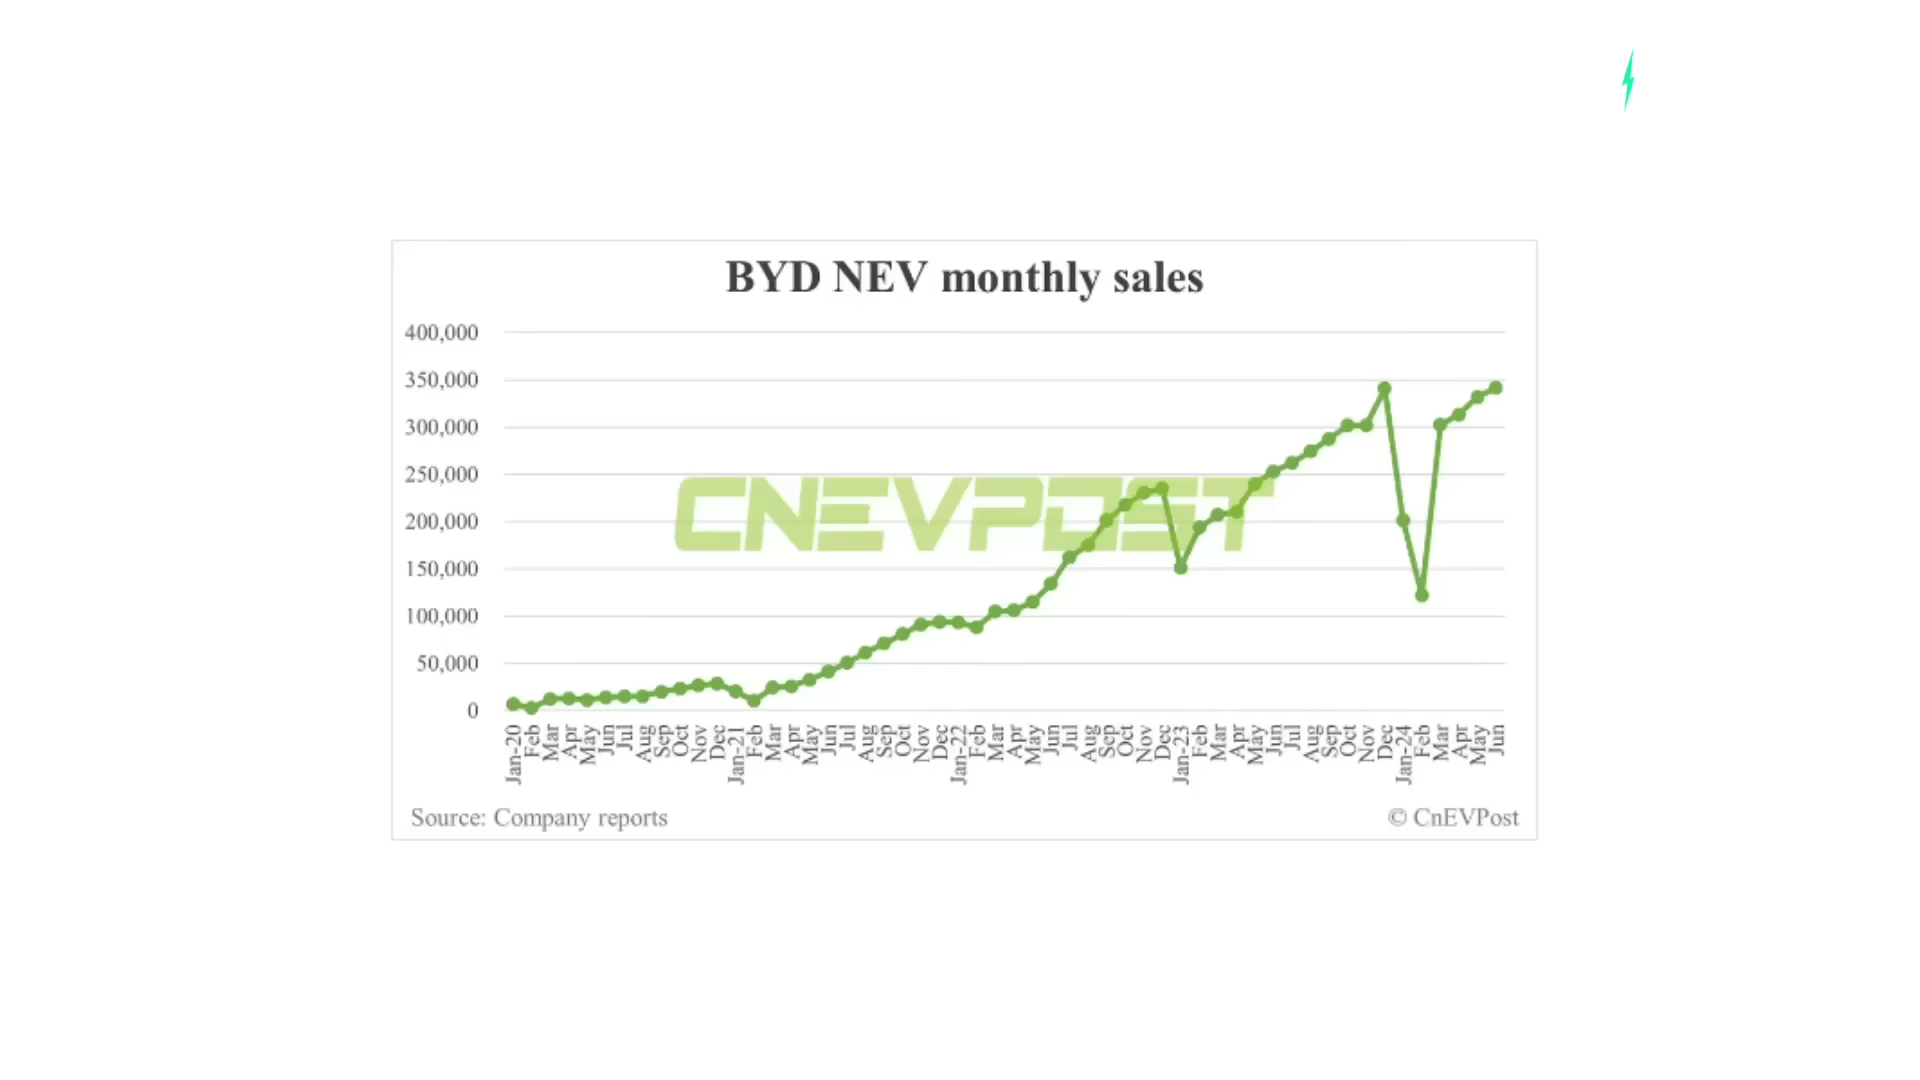 BYD NEV monthly sales
400,000
350,000
300,000
250,000
200,000
150,000
100,000
50,000
0
CNEVPOST
Jan-20 Feb Mar Apr May Jun Jul Aug Sep Oct Nov Dec Jan-21 Feb Mar Apr May Jun Jul Aug Sep Oct Nov Dec Jan-22 Feb Mar Apr May Jun Jul Aug Sep Oct Nov Dec Jan-23 Feb Mar Apr May Jun Jul Aug Sep Oct Nov Dec Jan-24 Feb Mar Apr May Jun
Source: Company reports
© CnEVPost